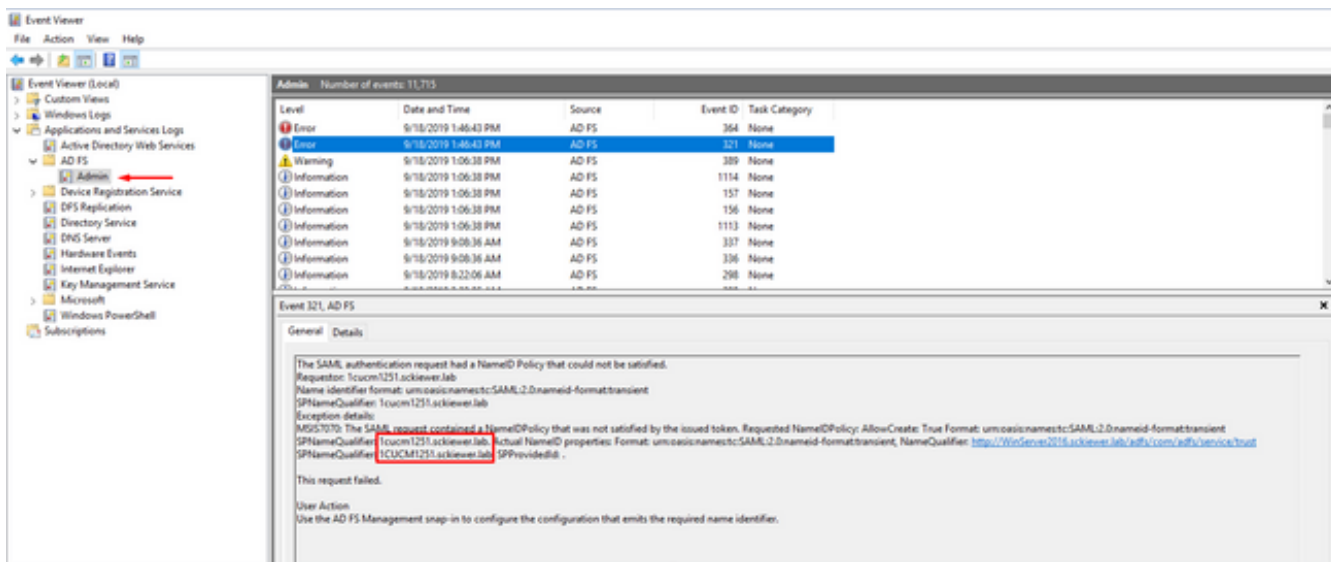 Event Viewer
File Action View Help
Event Viewer (Local)
Custom Views
Windows Logs
Applications and Services Logs
Active Directory Web Services
AD FS
Admin
Device Registration Service
DFS Replication
Directory Service
DNS Server
Hardware Events
Internet Explorer
Key Management Service
Microsoft
Windows PowerShell
Subscriptions
Admin Number of events: 11,715
Level Date and Time Source Event ID Task Category
Error 9/18/2019 1:46:43 PM AD FS 364 None
Error 9/18/2019 1:46:43 PM AD FS 321 None
Warning 9/18/2019 1:06:38 PM AD FS 389 None
Information 9/18/2019 1:06:38 PM AD FS 1114 None
Information 9/18/2019 1:06:38 PM AD FS 157 None
Information 9/18/2019 1:06:38 PM AD FS 156 None
Information 9/18/2019 1:06:38 PM AD FS 1113 None
Information 9/18/2019 9:08:36 AM AD FS 337 None
Information 9/18/2019 9:08:36 AM AD FS 336 None
Information 9/18/2019 8:22:06 AM AD FS 298 None
Event 321, AD FS
General Details
The SAML authentication request had a NameID Policy that could not be satisfied.
Requestor: 1cucm1251.sckiewer.lab
Name identifier format: urn:oasis:names:tc:SAML:2.0:nameid-format:transient
SPNameQualifier: 1cucm1251.sckiewer.lab
Exception details:
MSIS7070: The SAML request contained a NameIDPolicy that was not satisfied by the issued token. Requested NameIDPolicy: AllowCreate: True Format: urn:oasis:names:tc:SAML:2.0:nameid-format:transient
SPNameQualifier: 1cucm1251.sckiewer.lab. Actual NameID properties: Format: urn:oasis:names:tc:SAML:2.0:nameid-format:transient, NameQualifier: http://WinServer2016.sckiewer.lab/adfs/com/adfs/service/trust
SPNameQualifier: 1CUCM1251.sckiewer.lab, SPProvidedId: .
This request failed.
User Action
Use the AD FS Management snap-in to configure the configuration that emits the required name identifier.